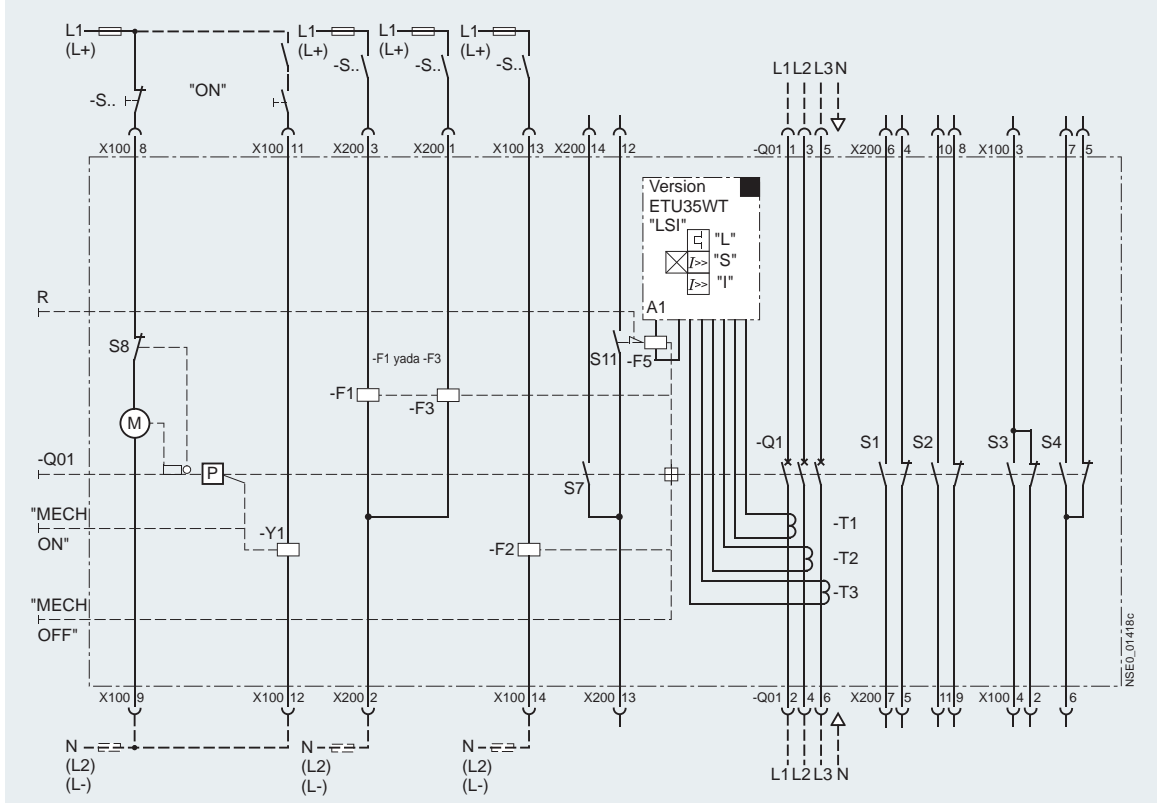 L1 L1 L1 L1
(L+) (L+) (L+) (L+)
-S.. "ON" -S.. -S.. -S..
L1 L2 L3 N
X100 8 X100 11 X200 3 X200 1 X100 13 X200 14 12 -Q01 1 3 5 X200 6 4 10 8 X100 3 7 5
Version
ETU35WT
"LSI"
"L"
I>> "S"
I>> "I"
A1
R
S8 S11 -F5
-F1 yada -F3
-F1 -F3
M
-Q01 P S7 -Q1 S1 S2 S3 S4
"MECH
ON"
-Y1 -F2
-T1
-T2
-T3
"MECH
OFF"
NSE0_01418c
X100 9 X100 12 X200 2 X100 14 X200 13 -Q01 2 4 6 X200 7 5 11 9 X100 4 2 6
N N N
(L2) (L2) (L2)
(L-) (L-) (L-)
L1 L2 L3 N